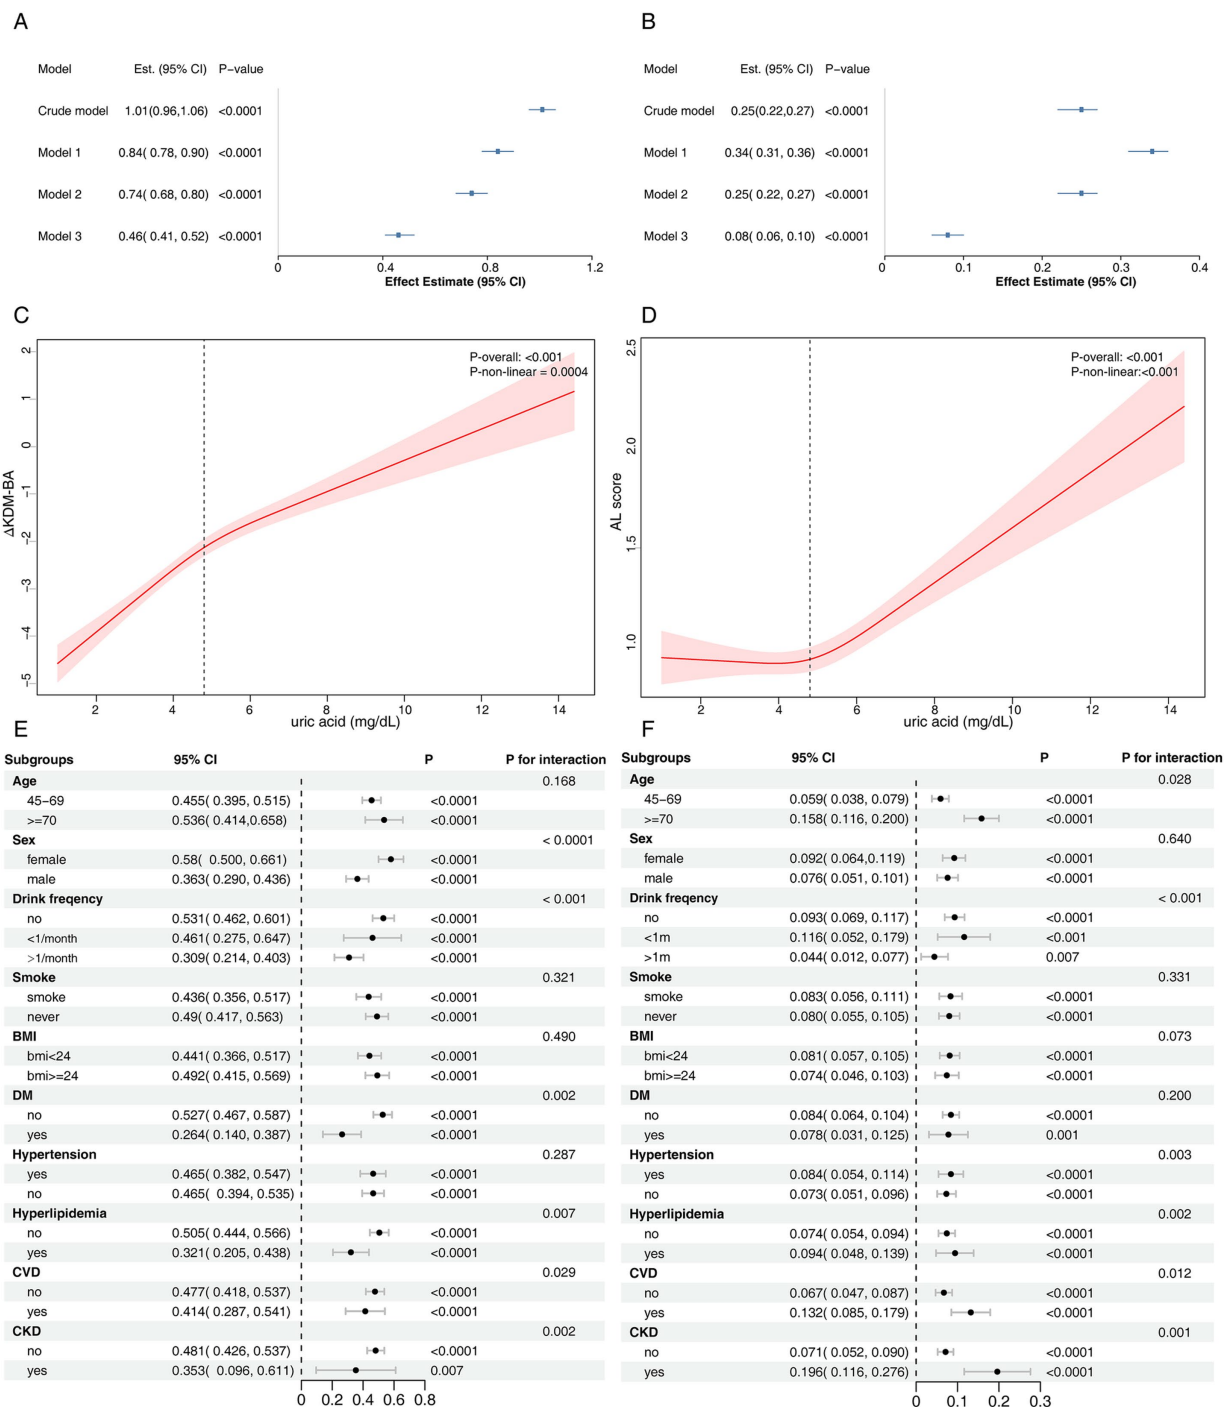 A
Model Est. (95% CI) P−value
Crude model 1.01(0.96,1.06) <0.0001
Model 1 0.84( 0.78, 0.90) <0.0001
Model 2 0.74( 0.68, 0.80) <0.0001
Model 3 0.46( 0.41, 0.52) <0.0001
0 0.4 0.8 1.2
Effect Estimate (95% CI)
B
Model Est. (95% CI) P−value
Crude model 0.25(0.22,0.27) <0.0001
Model 1 0.34( 0.31, 0.36) <0.0001
Model 2 0.25( 0.22, 0.27) <0.0001
Model 3 0.08( 0.06, 0.10) <0.0001
0 0.1 0.2 0.3 0.4
Effect Estimate (95% CI)
C
P-overall: <0.001
P-non-linear = 0.0004
ΔKDM-BA
2
1
0
−1
−2
−3
−4
−5
2 4 6 8 10 12 14
uric acid (mg/dL)
D
P-overall: <0.001
P-non-linear:<0.001
AL score
2.5
2.0
1.5
1.0
2 4 6 8 10 12 14
uric acid (mg/dL)
E
Subgroups 95% CI P P for interaction
Age 0.168
45−69 0.455( 0.395, 0.515) <0.0001
>=70 0.536( 0.414,0.658) <0.0001
Sex < 0.0001
female 0.58( 0.500, 0.661) <0.0001
male 0.363( 0.290, 0.436) <0.0001
Drink freqency < 0.001
no 0.531( 0.462, 0.601) <0.0001
<1/month 0.461( 0.275, 0.647) <0.0001
>1/month 0.309( 0.214, 0.403) <0.0001
Smoke 0.321
smoke 0.436( 0.356, 0.517) <0.0001
never 0.49( 0.417, 0.563) <0.0001
BMI 0.490
bmi<24 0.441( 0.366, 0.517) <0.0001
bmi>=24 0.492( 0.415, 0.569) <0.0001
DM 0.002
no 0.527( 0.467, 0.587) <0.0001
yes 0.264( 0.140, 0.387) <0.0001
Hypertension 0.287
yes 0.465( 0.382, 0.547) <0.0001
no 0.465( 0.394, 0.535) <0.0001
Hyperlipidemia 0.007
no 0.505( 0.444, 0.566) <0.0001
yes 0.321( 0.205, 0.438) <0.0001
CVD 0.029
no 0.477( 0.418, 0.537) <0.0001
yes 0.414( 0.287, 0.541) <0.0001
CKD 0.002
no 0.481( 0.426, 0.537) <0.0001
yes 0.353( 0.096, 0.611) 0.007
0 0.2 0.4 0.6 0.8
F
Subgroups 95% CI P P for interaction
Age 0.028
45−69 0.059( 0.038, 0.079) <0.0001
>=70 0.158( 0.116, 0.200) <0.0001
Sex 0.640
female 0.092( 0.064,0.119) <0.0001
male 0.076( 0.051, 0.101) <0.0001
Drink freqency < 0.001
no 0.093( 0.069, 0.117) <0.0001
<1m 0.116( 0.052, 0.179) <0.001
>1m 0.044( 0.012, 0.077) 0.007
Smoke 0.331
smoke 0.083( 0.056, 0.111) <0.0001
never 0.080( 0.055, 0.105) <0.0001
BMI 0.073
bmi<24 0.081( 0.057, 0.105) <0.0001
bmi>=24 0.074( 0.046, 0.103) <0.0001
DM 0.200
no 0.084( 0.064, 0.104) <0.0001
yes 0.078( 0.031, 0.125) 0.001
Hypertension 0.003
yes 0.084( 0.054, 0.114) <0.0001
no 0.073( 0.051, 0.096) <0.0001
Hyperlipidemia 0.002
no 0.074( 0.054, 0.094) <0.0001
yes 0.094( 0.048, 0.139) <0.0001
CVD 0.012
no 0.067( 0.047, 0.087) <0.0001
yes 0.132( 0.085, 0.179) <0.0001
CKD 0.001
no 0.071( 0.052, 0.090) <0.0001
yes 0.196( 0.116, 0.276) <0.0001
0 0.1 0.2 0.3